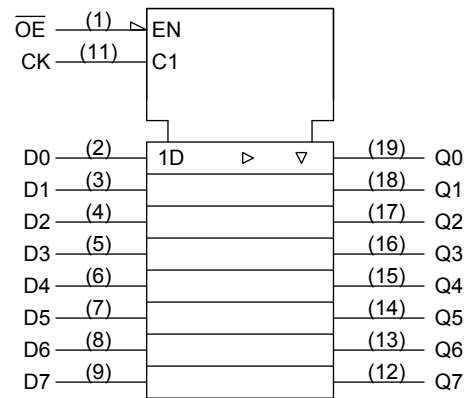 O̅E̅ (1) EN
CK (11) C1
D0 (2) 1D (19) Q0
D1 (3) (18) Q1
D2 (4) (17) Q2
D3 (5) (16) Q3
D4 (6) (15) Q4
D5 (7) (14) Q5
D6 (8) (13) Q6
D7 (9) (12) Q7